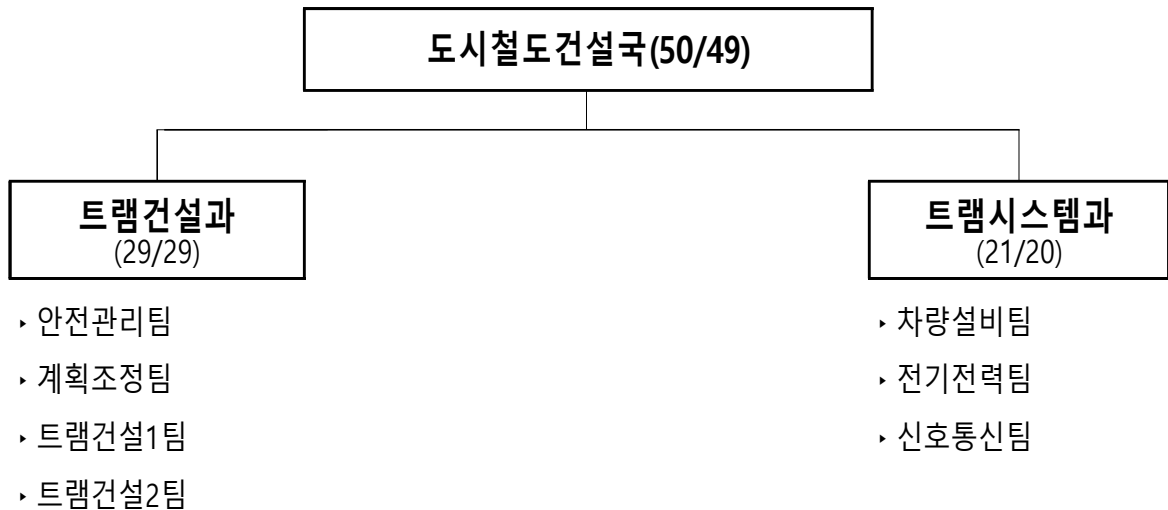 도시철도건설국(50/49)
트램건설과
(29/29)
‣ 안전관리팀
‣ 계획조정팀
‣ 트램건설1팀
‣ 트램건설2팀
트램시스템과
(21/20)
‣ 차량설비팀
‣ 전기전력팀
‣ 신호통신팀